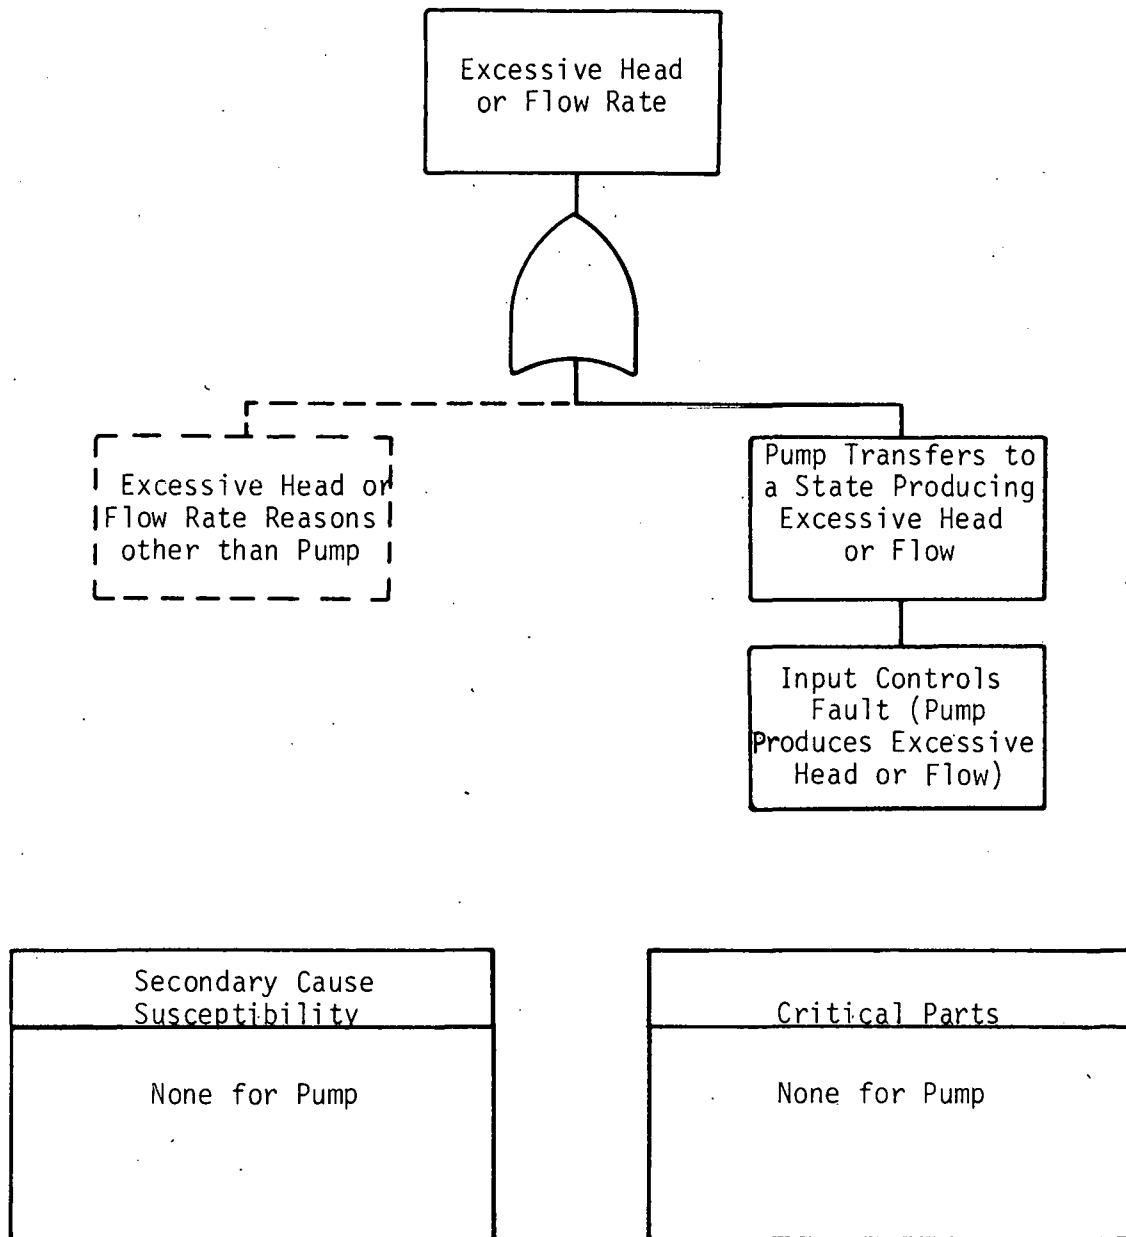 Excessive Head
or Flow Rate
Excessive Head or
Flow Rate Reasons
other than Pump
Pump Transfers to
a State Producing
Excessive Head
or Flow
Input Controls
Fault (Pump
Produces Excessive
Head or Flow)
Secondary Cause
Susceptibility
None for Pump
Critical Parts
None for Pump